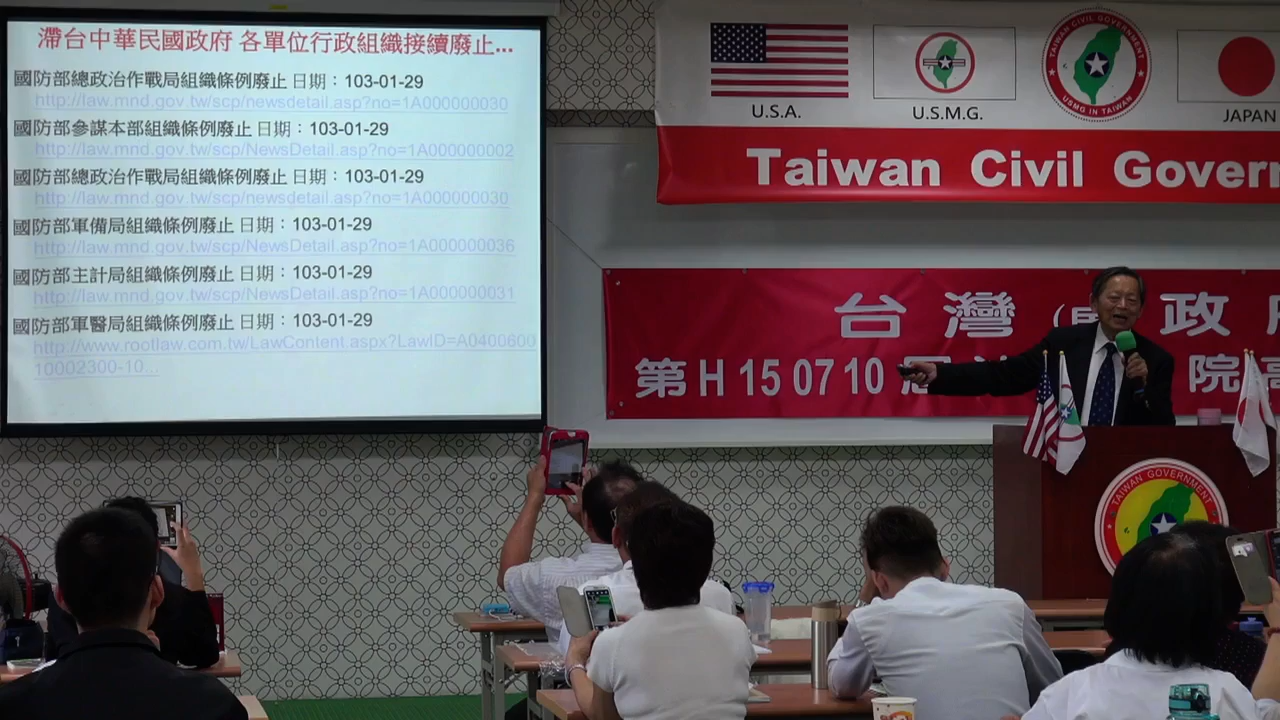 滯台中華民國政府 各單位行政組織接續廢止...
國防部總政治作戰局組織條例廢止 日期：103-01-29
http://law.mnd.gov.tw/scp/newsdetail.asp?no=1A000000030
國防部參謀本部組織條例廢止 日期：103-01-29
http://law.mnd.gov.tw/scp/NewsDetail.asp?no=1A000000002
國防部總政治作戰局組織條例廢止 日期：103-01-29
http://law.mnd.gov.tw/scp/newsdetail.asp?no=1A000000030
國防部軍備局組織條例廢止 日期：103-01-29
http://law.mnd.gov.tw/scp/NewsDetail.asp?no=1A000000036
國防部主計局組織條例廢止 日期：103-01-29
http://law.mnd.gov.tw/scp/NewsDetail.asp?no=1A000000031
國防部軍醫局組織條例廢止 日期：103-01-29
http://www.rootlaw.com.tw/LawContent.aspx?LawID=A0400600
10002300-10...
TAIWAN CIVIL GOVERNMENT
USMG IN TAIWAN
U.S.A.
U.S.M.G.
JAPAN
Taiwan Civil Govern
台灣 政
第H 15 07 10 院
TAIWAN GOVERNMENT